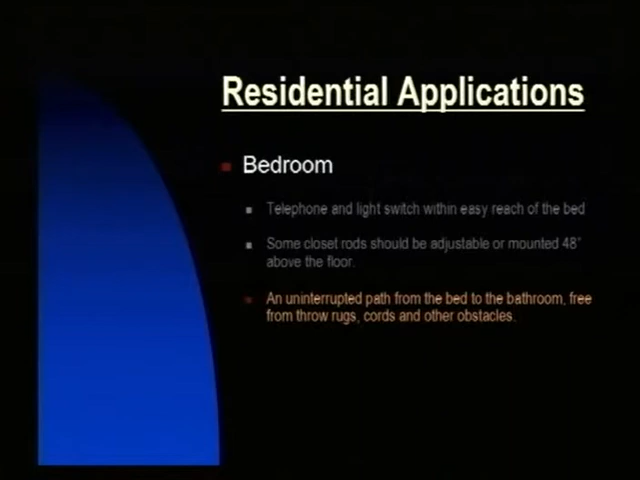 Residential Applications
Bedroom
Telephone and light switch within easy reach of the bed
Some closet rods should be adjustable or mounted 48"
above the floor.
An uninterrupted path from the bed to the bathroom, free
from throw rugs, cords and other obstacles.